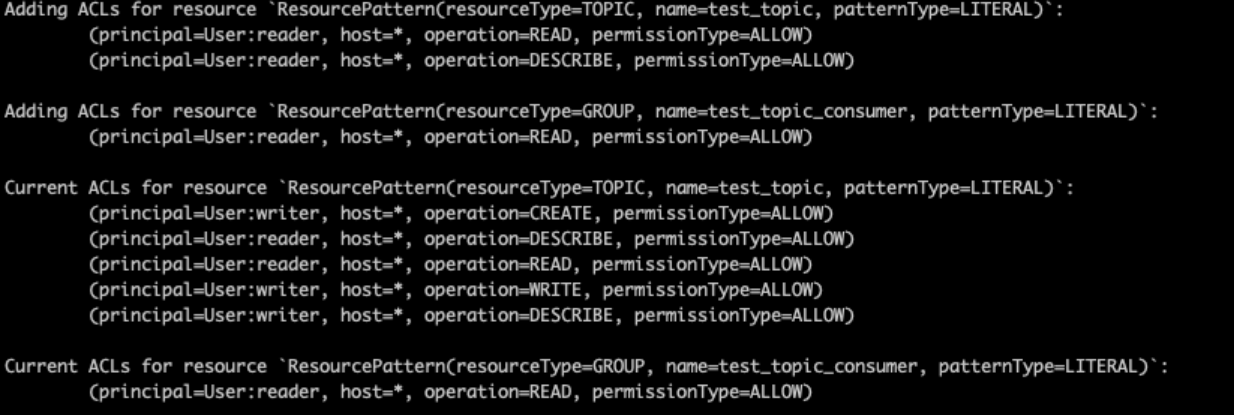 Adding ACLs for resource `ResourcePattern(resourceType=TOPIC, name=test_topic, patternType=LITERAL)`:
(principal=User:reader, host=*, operation=READ, permissionType=ALLOW)
(principal=User:reader, host=*, operation=DESCRIBE, permissionType=ALLOW)
Adding ACLs for resource `ResourcePattern(resourceType=GROUP, name=test_topic_consumer, patternType=LITERAL)`:
(principal=User:reader, host=*, operation=READ, permissionType=ALLOW)
Current ACLs for resource `ResourcePattern(resourceType=TOPIC, name=test_topic, patternType=LITERAL)`:
(principal=User:writer, host=*, operation=CREATE, permissionType=ALLOW)
(principal=User:reader, host=*, operation=DESCRIBE, permissionType=ALLOW)
(principal=User:reader, host=*, operation=READ, permissionType=ALLOW)
(principal=User:writer, host=*, operation=WRITE, permissionType=ALLOW)
(principal=User:writer, host=*, operation=DESCRIBE, permissionType=ALLOW)
Current ACLs for resource `ResourcePattern(resourceType=GROUP, name=test_topic_consumer, patternType=LITERAL)`:
(principal=User:reader, host=*, operation=READ, permissionType=ALLOW)